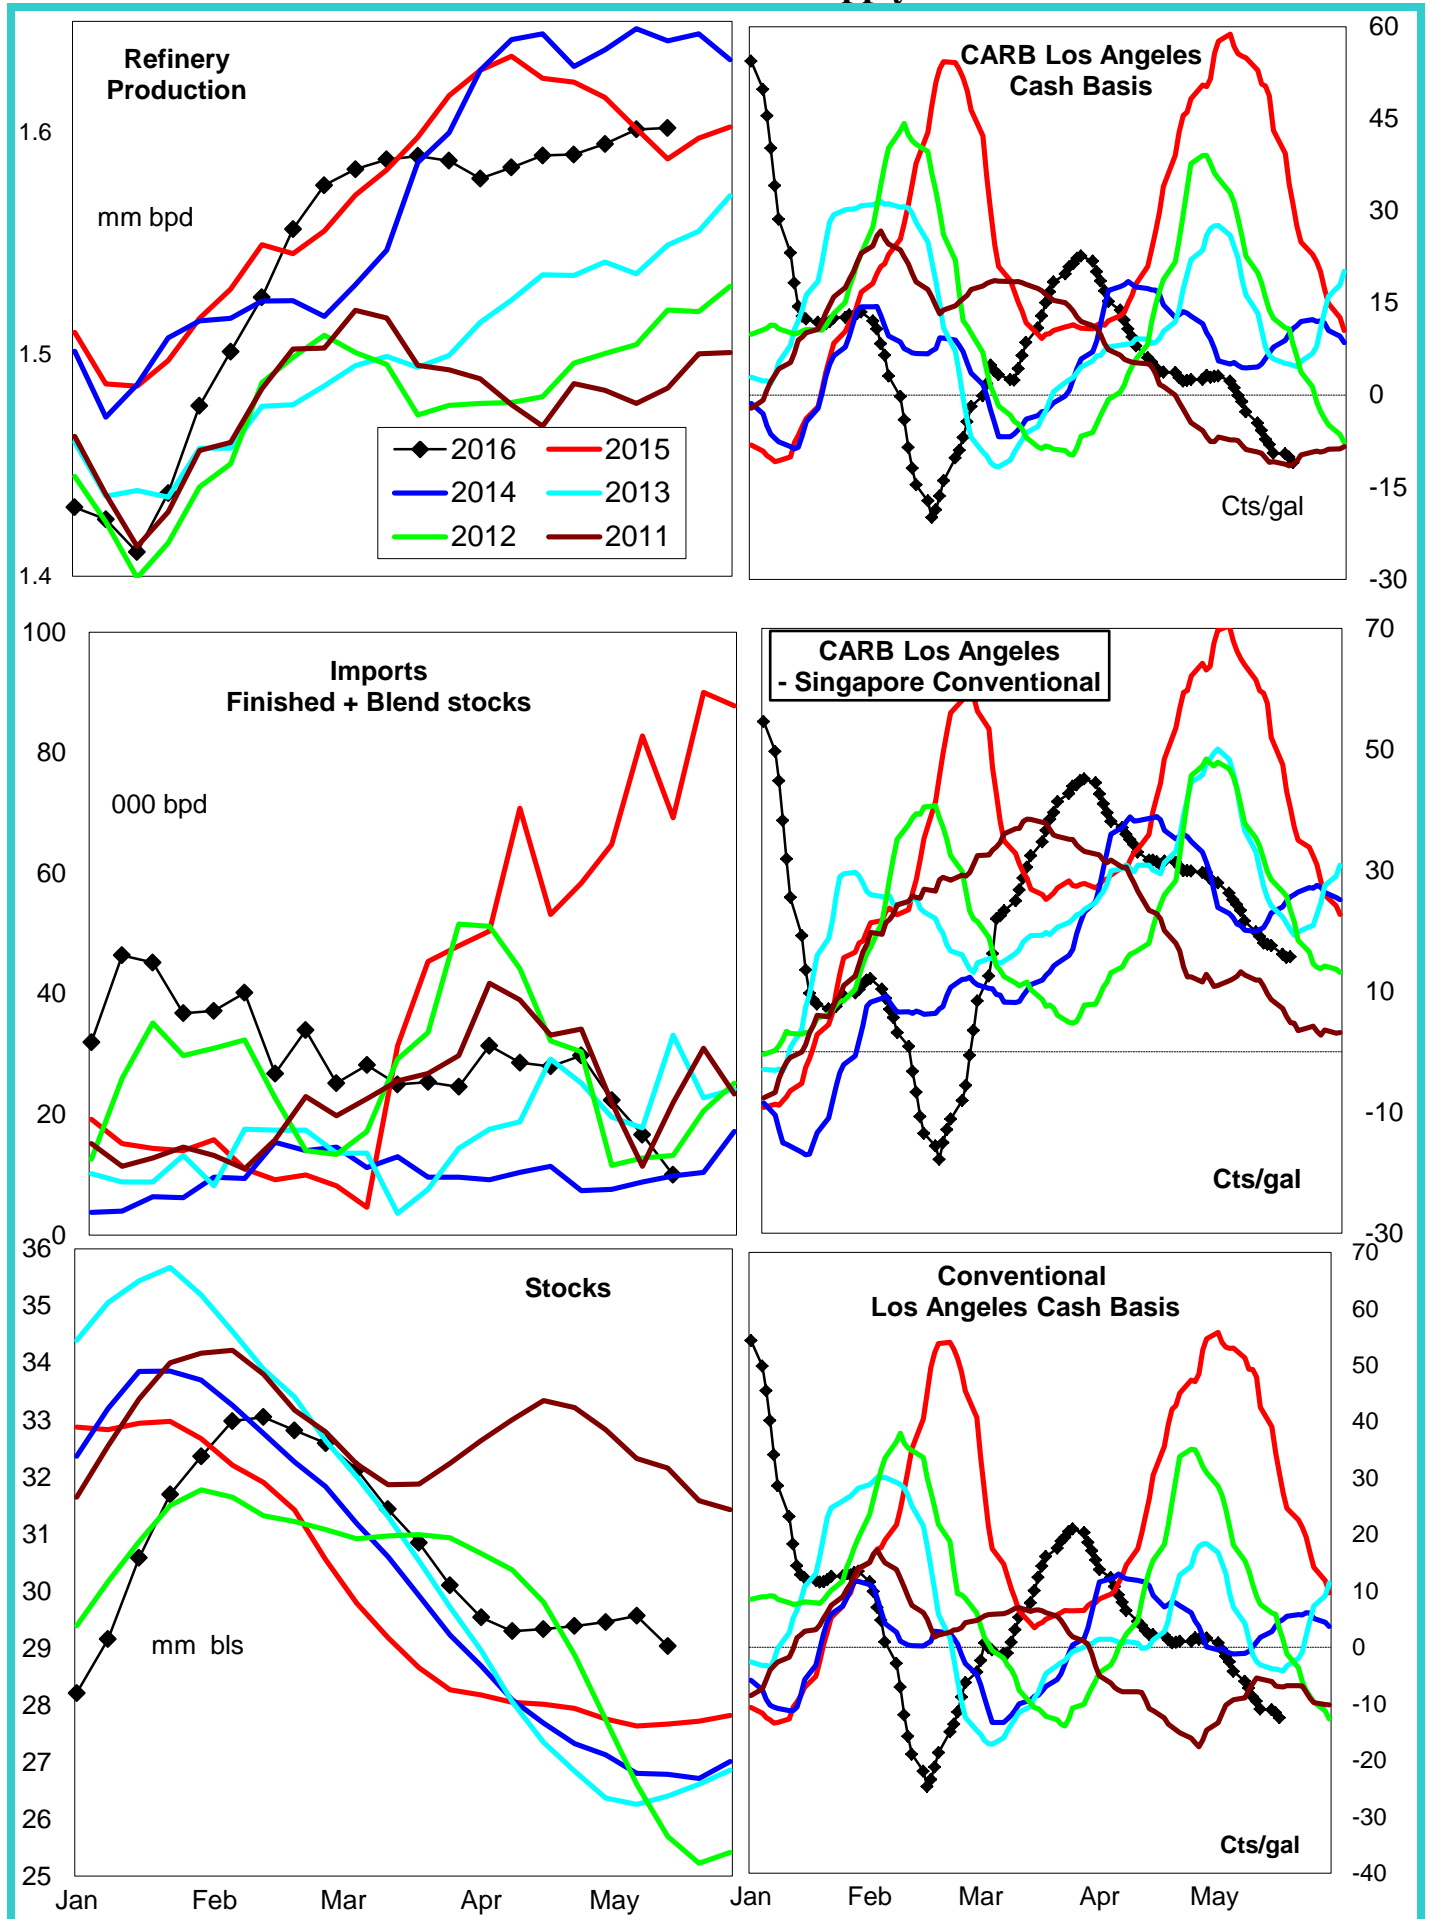 Refinery
Production
1.6
mm bpd
1.5
1.4
2016
2015
2014
2013
2012
2011
CARB Los Angeles
Cash Basis
60
45
30
15
0
-15
Cts/gal
-30
100
Imports
Finished + Blend stocks
80
000 bpd
60
40
20
0
CARB Los Angeles
- Singapore Conventional
70
50
30
10
-10
Cts/gal
-30
36
Stocks
35
34
33
32
31
30
29
mm bls
28
27
26
25
Jan
Feb
Mar
Apr
May
Conventional
Los Angeles Cash Basis
70
60
50
40
30
20
10
0
-10
-20
-30
Cts/gal
-40
Jan
Feb
Mar
Apr
May